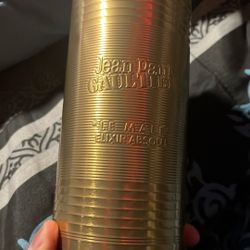 Jean Paul
GAULTIER
"LE MALE"
ELIXIR ABSOLU